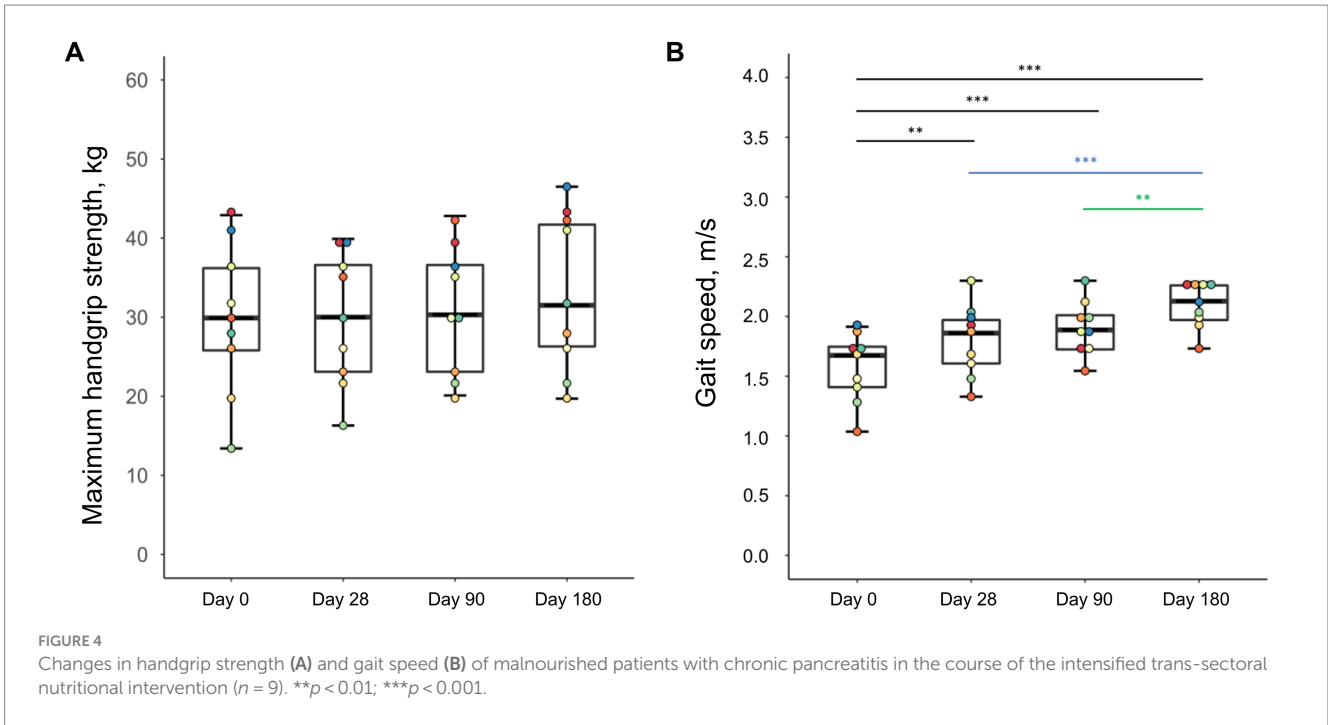 A
Maximum handgrip strength, kg
60
50
40
30
20
10
0
Day 0 Day 28 Day 90 Day 180
B
Gait speed, m/s
4.0
3.5
3.0
2.5
2.0
1.5
1.0
0.5
0.0
***
***
**
***
**
Day 0 Day 28 Day 90 Day 180
FIGURE 4
Changes in handgrip strength (A) and gait speed (B) of malnourished patients with chronic pancreatitis in the course of the intensified trans-sectoral
nutritional intervention (n = 9). **p < 0.01; ***p < 0.001.